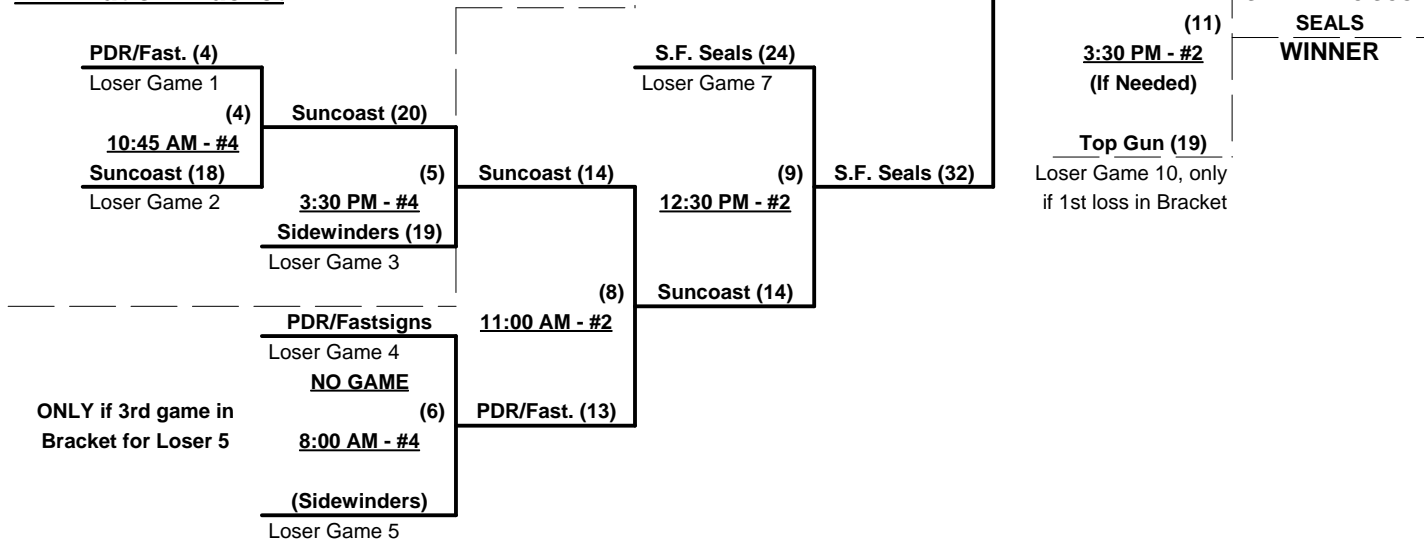 (11)
SEALS
PDR/Fast. (4)
S.F. Seals (24)
3:30 PM - #2
WINNER
Loser Game 1
Loser Game 7
(If Needed)
(4)
Suncoast (20)
10:45 AM - #4
Top Gun (19)
Suncoast (18)
(5)
Suncoast (14)
(9)
S.F. Seals (32)
Loser Game 10, only
Loser Game 2
3:30 PM - #4
12:30 PM - #2
if 1st loss in Bracket
Sidewinders (19)
Loser Game 3
(8)
Suncoast (14)
PDR/Fastsigns
11:00 AM - #2
Loser Game 4
NO GAME
ONLY if 3rd game in
(6)
PDR/Fast. (13)
Bracket for Loser 5
8:00 AM - #4
(Sidewinders)
Loser Game 5